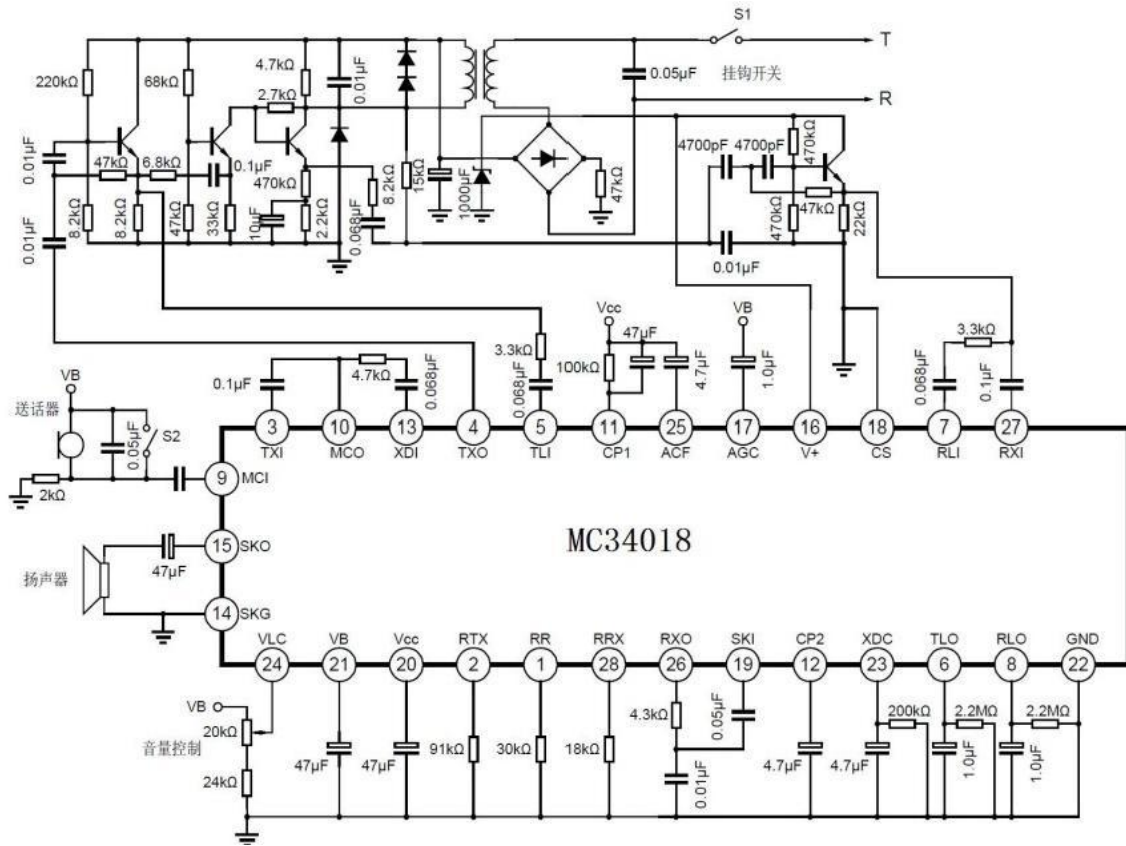 S1
T
挂钩开关
R
220kΩ
68kΩ
4.7kΩ
2.7kΩ
0.01μF
0.05μF
0.01μF
47kΩ
6.8kΩ
0.1μF
470kΩ
8.2kΩ
15kΩ
1000μF
47kΩ
4700pF
4700pF
470kΩ
47kΩ
470kΩ
22kΩ
0.01μF
8.2kΩ
8.2kΩ
47kΩ
33kΩ
10μF
2.2kΩ
0.068μF
0.01μF
VB
送话器
0.05μF
S2
2kΩ
0.1μF
4.7kΩ
0.068μF
3.3kΩ
0.068μF
Vcc
100kΩ
47μF
4.7μF
VB
1.0μF
3.3kΩ
0.068μF
0.1μF
3 10 13 4 5 11 25 17 16 18 7 27
TXI MCO XDI TXO TLI CP1 ACF AGC V+ CS RLI RXI
9 MCI
MC34018
15 SKO
47μF
扬声器
14 SKG
VLC VB Vcc RTX RR RRX RXO SKI CP2 XDC TLO RLO GND
24 21 20 2 1 28 26 19 12 23 6 8 22
VB
20kΩ
音量控制
24kΩ
47μF
47μF
91kΩ
30kΩ
18kΩ
4.3kΩ
0.05μF
0.01μF
4.7μF
4.7μF
200kΩ
1.0μF
2.2MΩ
1.0μF
2.2MΩ